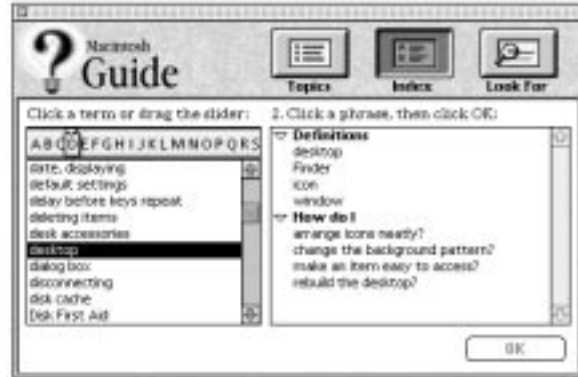 Macintosh
Guide
Topics
Index
Look For
Click a term or drag the slider:
2. Click a phrase, then click OK:
ABCDEFGHIJKLMNOPQRS
date, displaying
default settings
delay before keys repeat
deleting items
desk accessories
desktop
dialog box
disconnecting
disk cache
Disk First Aid
Definitions
desktop
Finder
icon
window
How do I
arrange icons neatly?
change the background pattern?
make an item easy to access?
rebuild the desktop?
OK